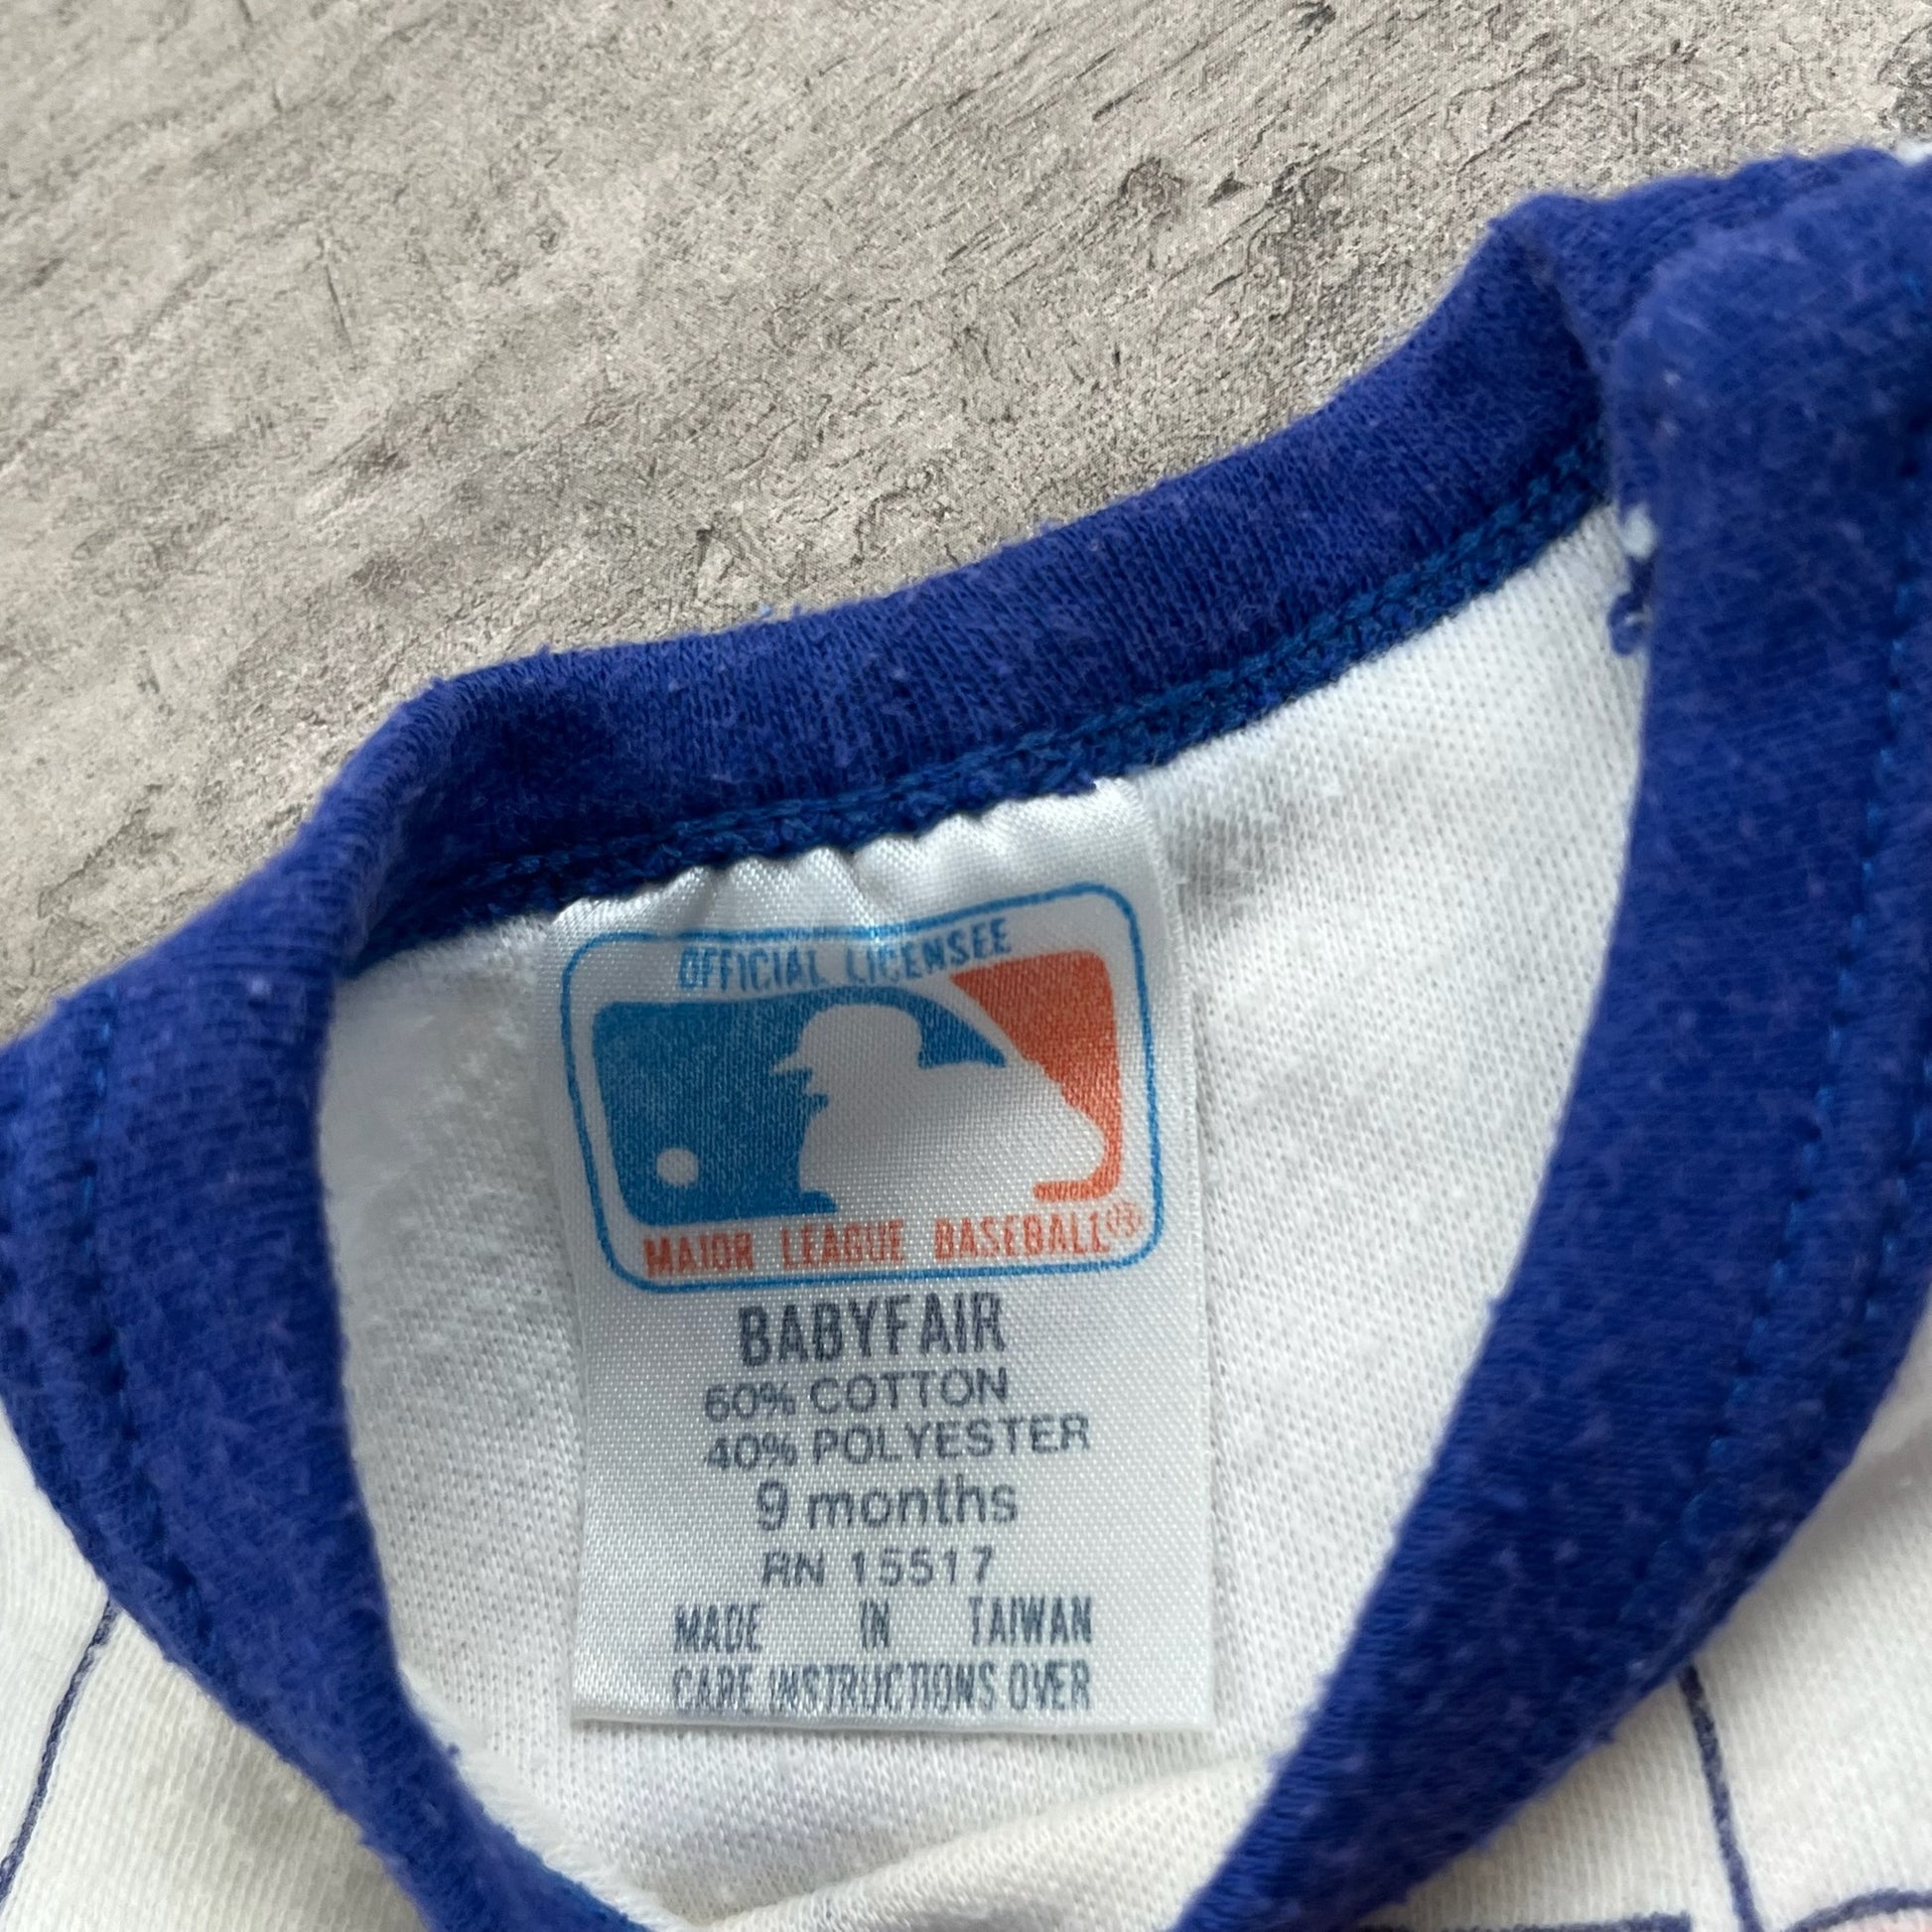 OFFICIAL LICENSEE
MAJOR LEAGUE BASEBALL®
BABYFAIR
60% COTTON
40% POLYESTER
9 months
RN 15517
MADE IN TAIWAN
CARE INSTRUCTIONS OVER